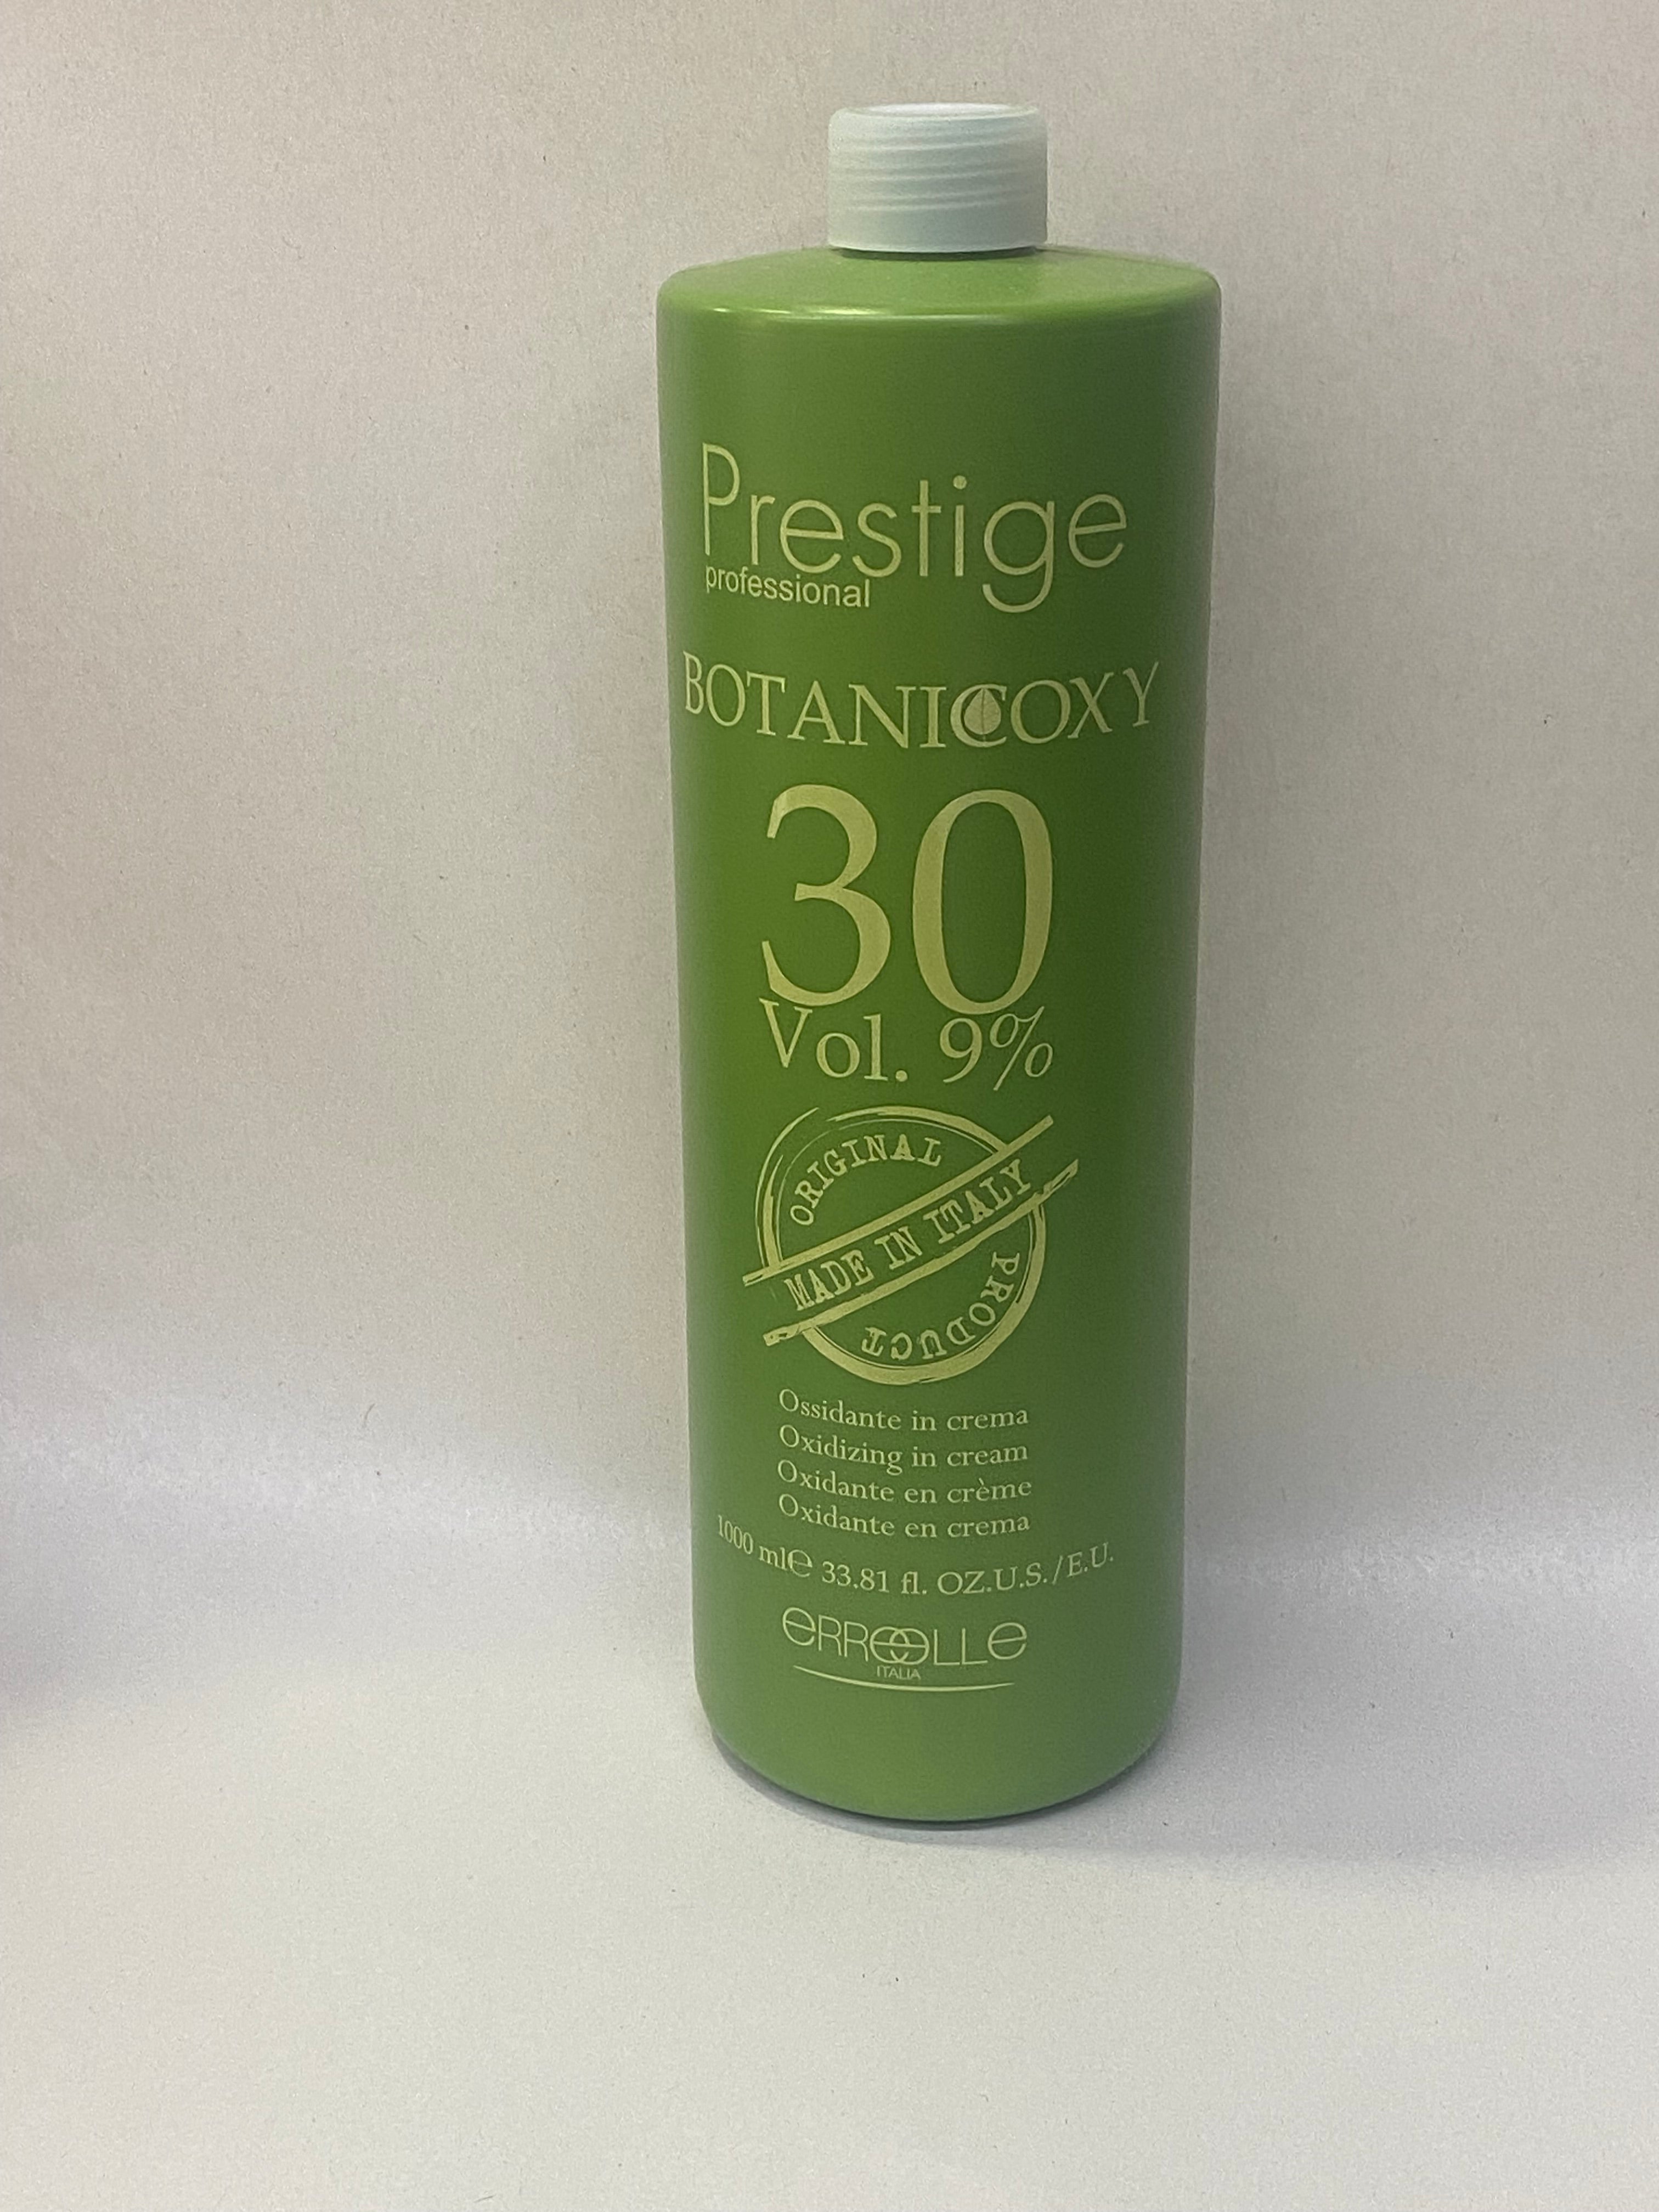 Prestige
professional
BOTANICOXY
30
Vol. 9%
ORIGINAL
MADE IN ITALY
PRODUCT
Ossidante in crema
Oxidizing in cream
Oxidante en crème
Oxidante en crema
1000 ml℮ 33.81 fl. OZ.U.S./E.U.
erreelle
ITALIA